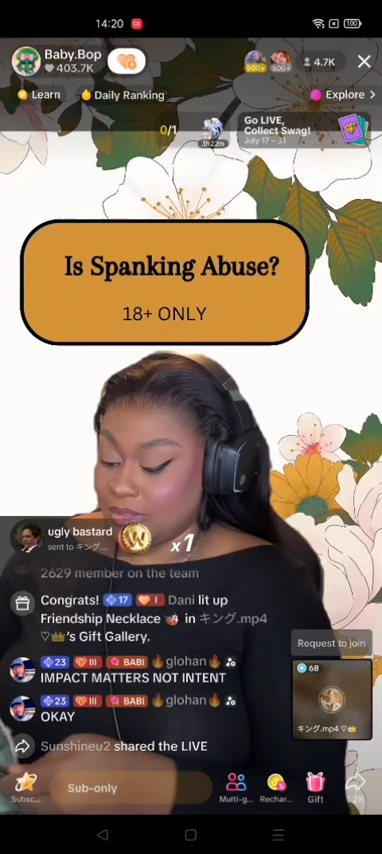 14:20
100
Baby.Bop
403.7K
500+
500+
4.7K
Learn
Daily Ranking
Explore >
0/1
3h22m
Go LIVE,
Collect Swag!
July 17 – 31
Is Spanking Abuse?
18+ ONLY
ugly bastard
sent to キング....
x1
2629 member on the team
Congrats! 17 I Dani lit up
Friendship Necklace in キング.mp4
♡👑's Gift Gallery.
23 III BABI 🔥glohan🔥
IMPACT MATTERS NOT INTENT
23 III BABI 🔥glohan🔥
OKAY
Sunshineu2 shared the LIVE
Request to join
68
キング.mp4 ♡👑
Subsc...
Sub-only
Multi-g...
Rechar...
Gift